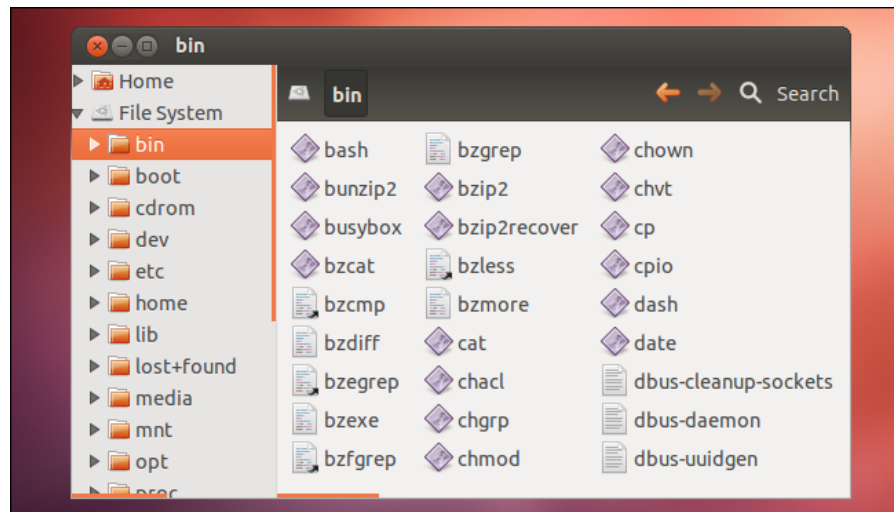 bin
Home
File System
bin
boot
cdrom
dev
etc
home
lib
lost+found
media
mnt
opt
proc
bin
Search
bash
bunzip2
busybox
bzcat
bzcmp
bzdiff
bzegrep
bzexe
bzfgrep
bzgrep
bzip2
bzip2recover
bzless
bzmore
cat
chacl
chgrp
chmod
chown
chvt
cp
cpio
dash
date
dbus-cleanup-sockets
dbus-daemon
dbus-uuidgen